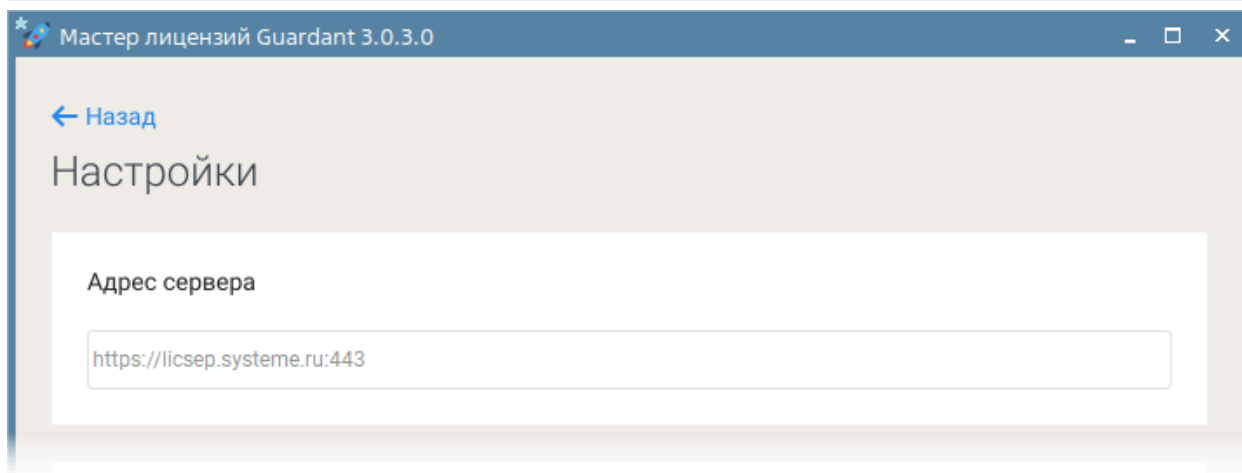 Мастер лицензий Guardant 3.0.3.0
← Назад
Настройки
Адрес сервера
https://licsep.systeme.ru:443